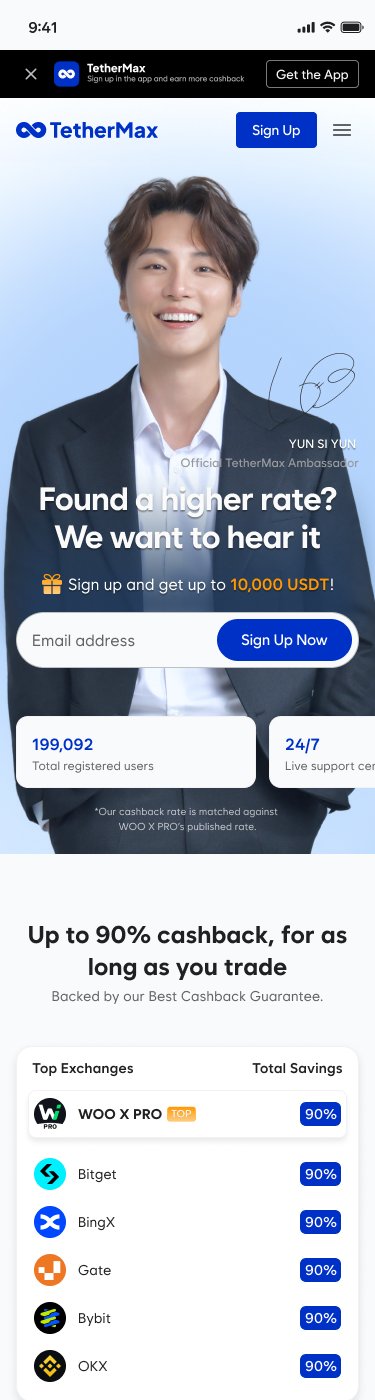 9:41
TetherMax
Sign up in the app and earn more cashback
Get the App
TetherMax
Sign Up
YUN SI YUN
Official TetherMax Ambassador
Found a higher rate?
We want to hear it
Sign up and get up to 10,000 USDT!
Email address
Sign Up Now
199,092
Total registered users
24/7
Live support cer
*Our cashback rate is matched against
WOO X PRO's published rate.
Up to 90% cashback, for as
long as you trade
Backed by our Best Cashback Guarantee.
Top Exchanges
Total Savings
PRO
WOO X PRO TOP
90%
Bitget
90%
BingX
90%
Gate
90%
Bybit
90%
OKX
90%